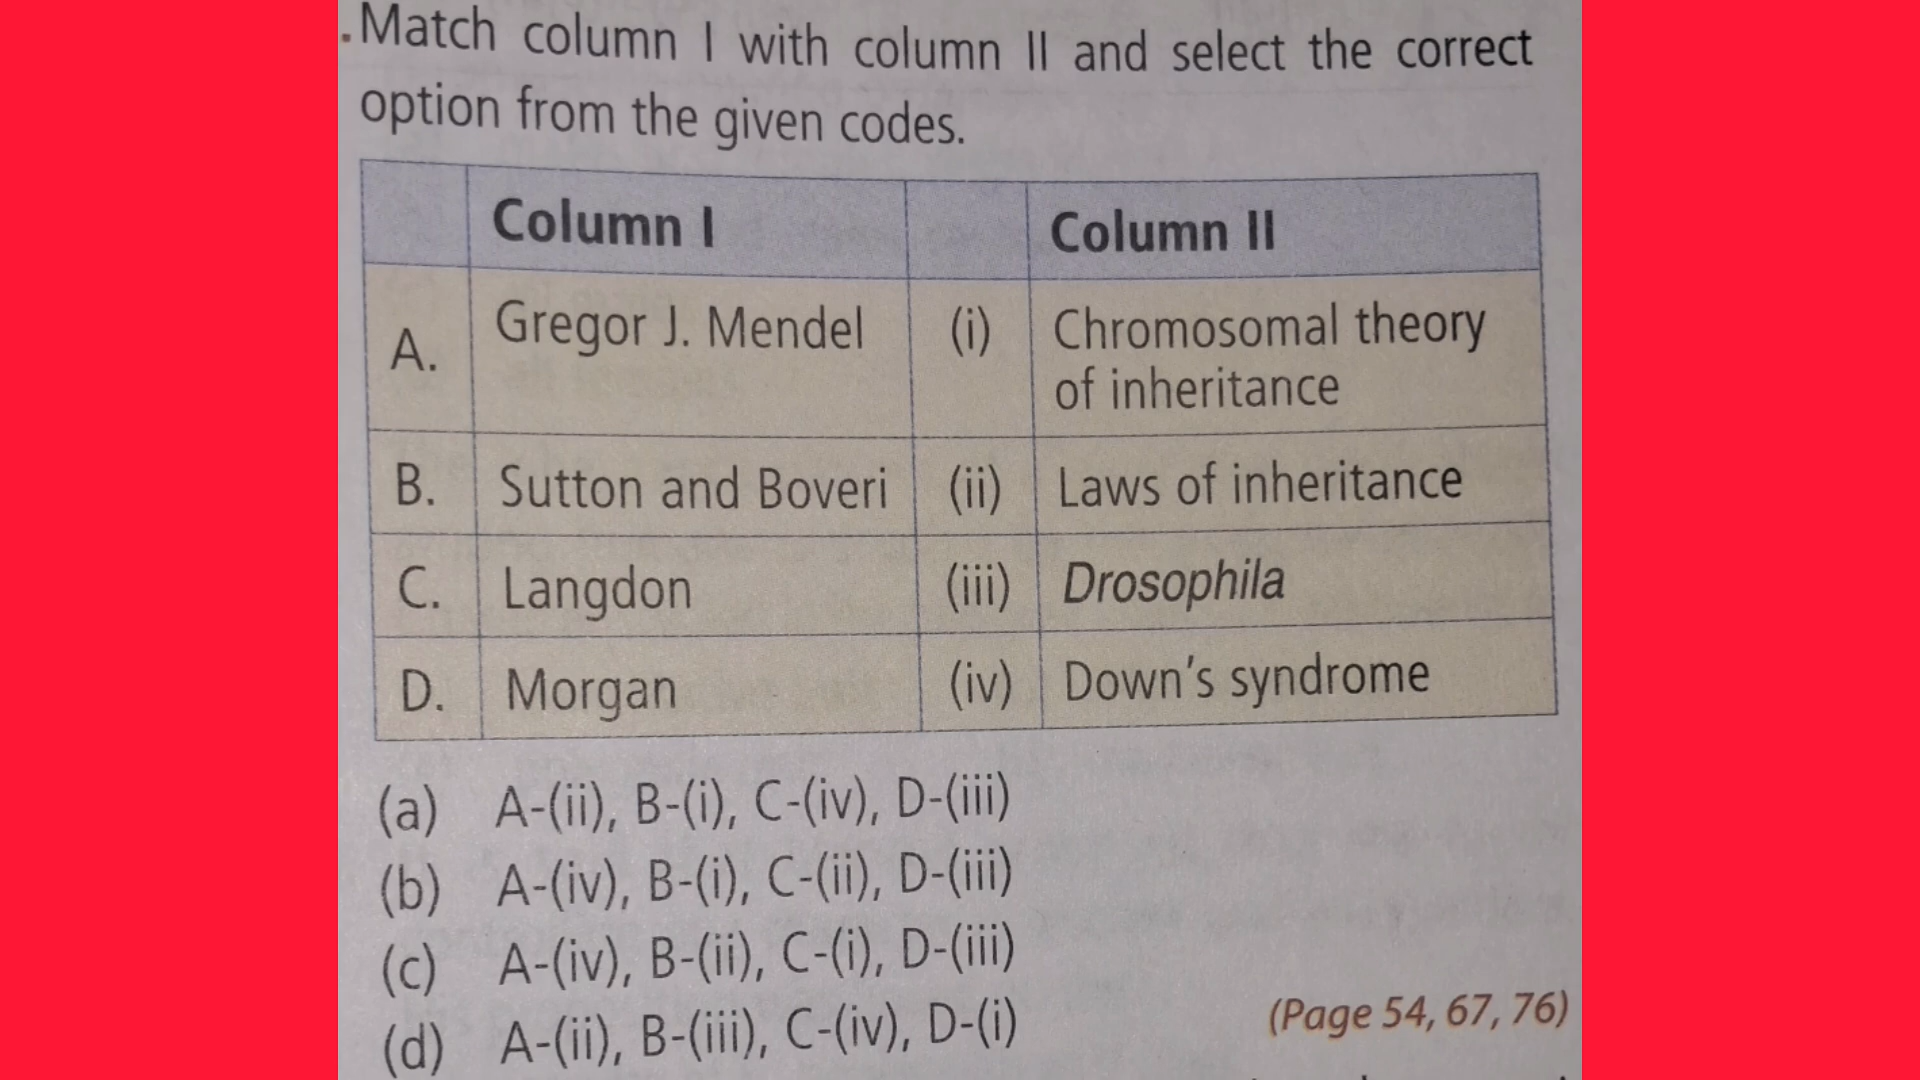 .Match column I with column II and select the correct
option from the given codes.
Column I Column II
A. Gregor J. Mendel (i) Chromosomal theory
of inheritance
B. Sutton and Boveri (ii) Laws of inheritance
C. Langdon (iii) Drosophila
D. Morgan (iv) Down's syndrome
(a) A-(ii), B-(i), C-(iv), D-(iii)
(b) A-(iv), B-(i), C-(ii), D-(iii)
(c) A-(iv), B-(ii), C-(i), D-(iii)
(d) A-(ii), B-(iii), C-(iv), D-(i)
(Page 54, 67, 76)